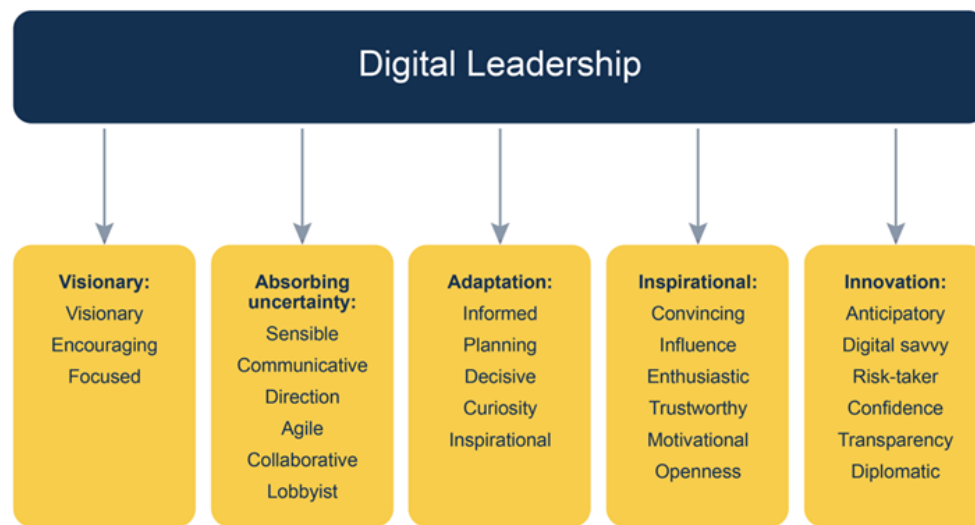 Digital Leadership
Visionary:
Visionary
Encouraging
Focused
Absorbing
uncertainty:
Sensible
Communicative
Direction
Agile
Collaborative
Lobbyist
Adaptation:
Informed
Planning
Decisive
Curiosity
Inspirational
Inspirational:
Convincing
Influence
Enthusiastic
Trustworthy
Motivational
Openness
Innovation:
Anticipatory
Digital savvy
Risk-taker
Confidence
Transparency
Diplomatic